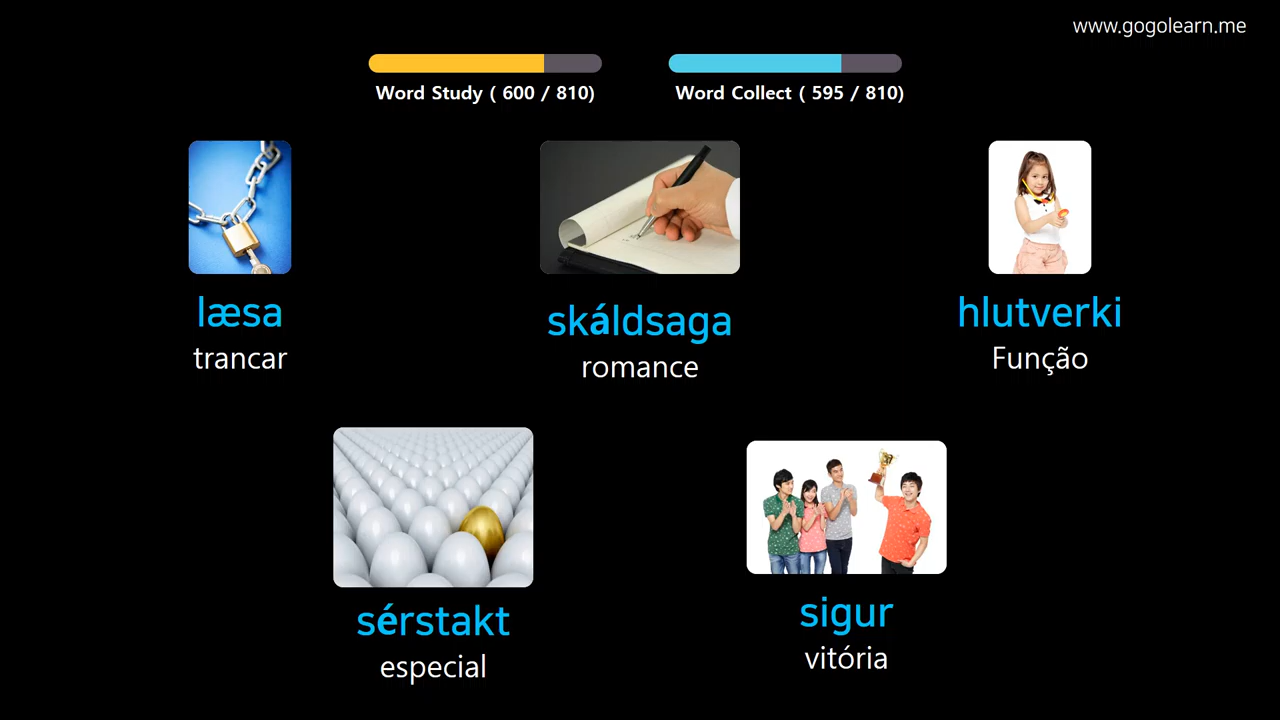 www.gogolearn.me
Word Study ( 600 / 810)
Word Collect ( 595 / 810)
læsa
trancar
skáldsaga
romance
hlutverki
Função
sérstakt
especial
sigur
vitória